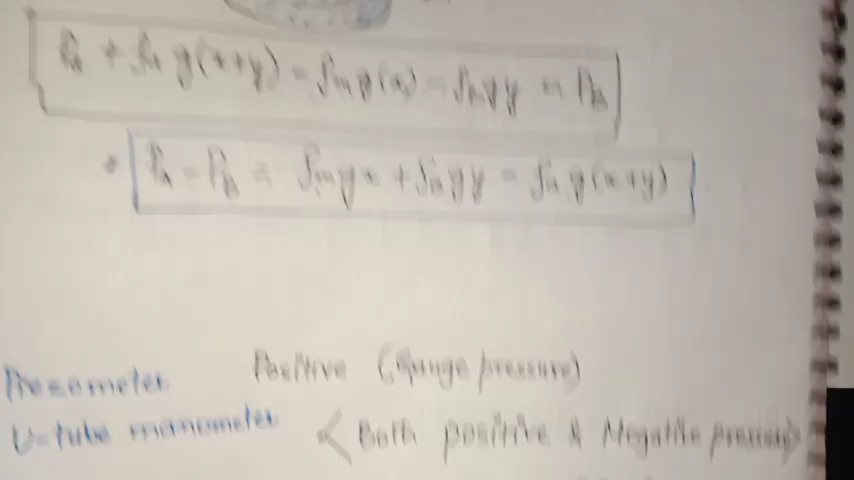 P_A + ρ_A g(x+y) - ρ_m g(x) - ρ_B g y = P_B
P_A - P_B = ρ_m g x + ρ_B g y - ρ_A g(x+y)
Piezometer Positive (Gauge pressure)
U-tube manometer < Both positive & Negative pressure>